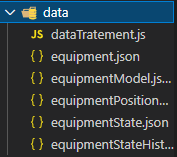 data
JS dataTratement.js
{ } equipment.json
{ } equipmentModel.js...
{ } equipmentPosition...
{ } equipmentState.json
{ } equipmentStateHist...